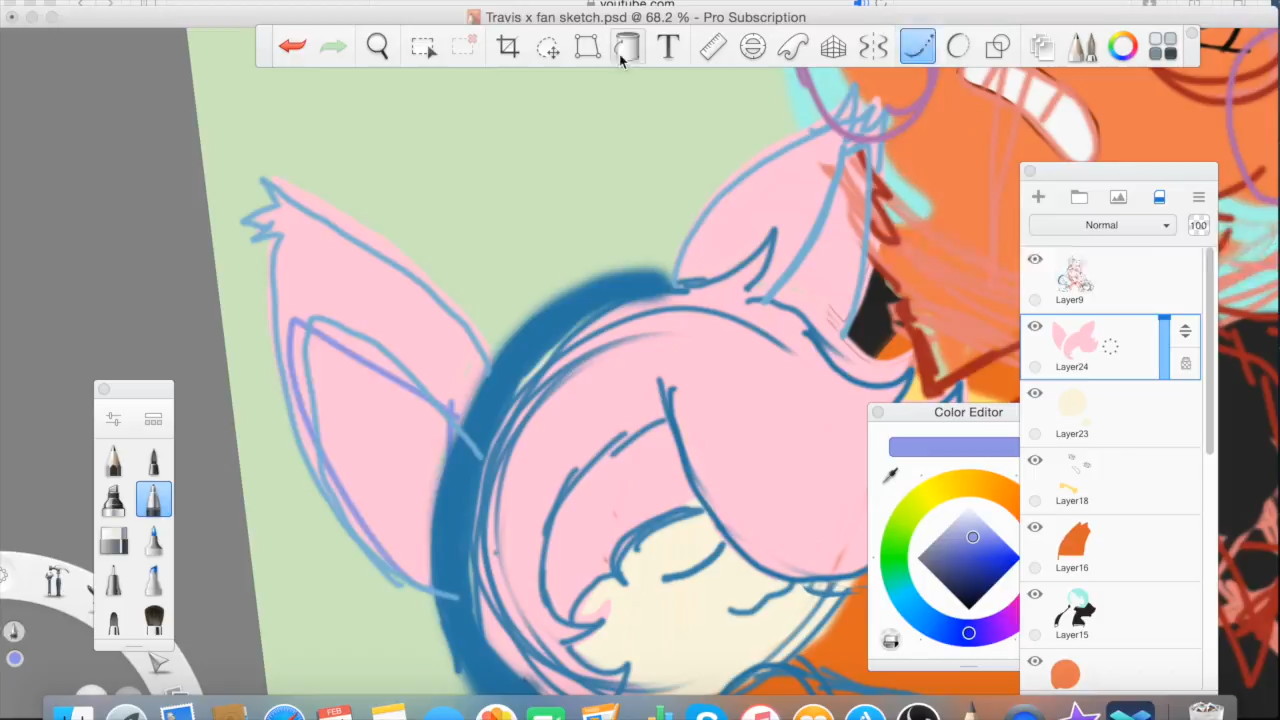 youtube.com
Travis x fan sketch.psd @ 68.2 % - Pro Subscription
T
Normal
100
Layer9
Layer24
Layer23
Color Editor
Layer18
Layer16
Layer15
FEB